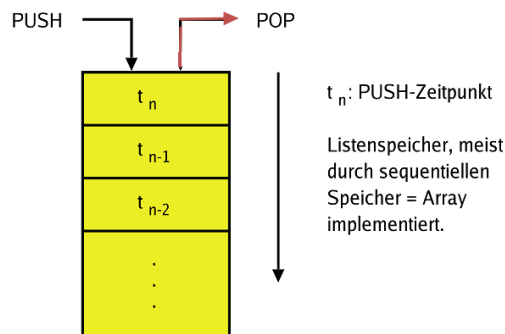 PUSH
POP
t n
t n-1
t n-2
.
.
.
t n: PUSH-Zeitpunkt
Listenspeicher, meist
durch sequentiellen
Speicher = Array
implementiert.